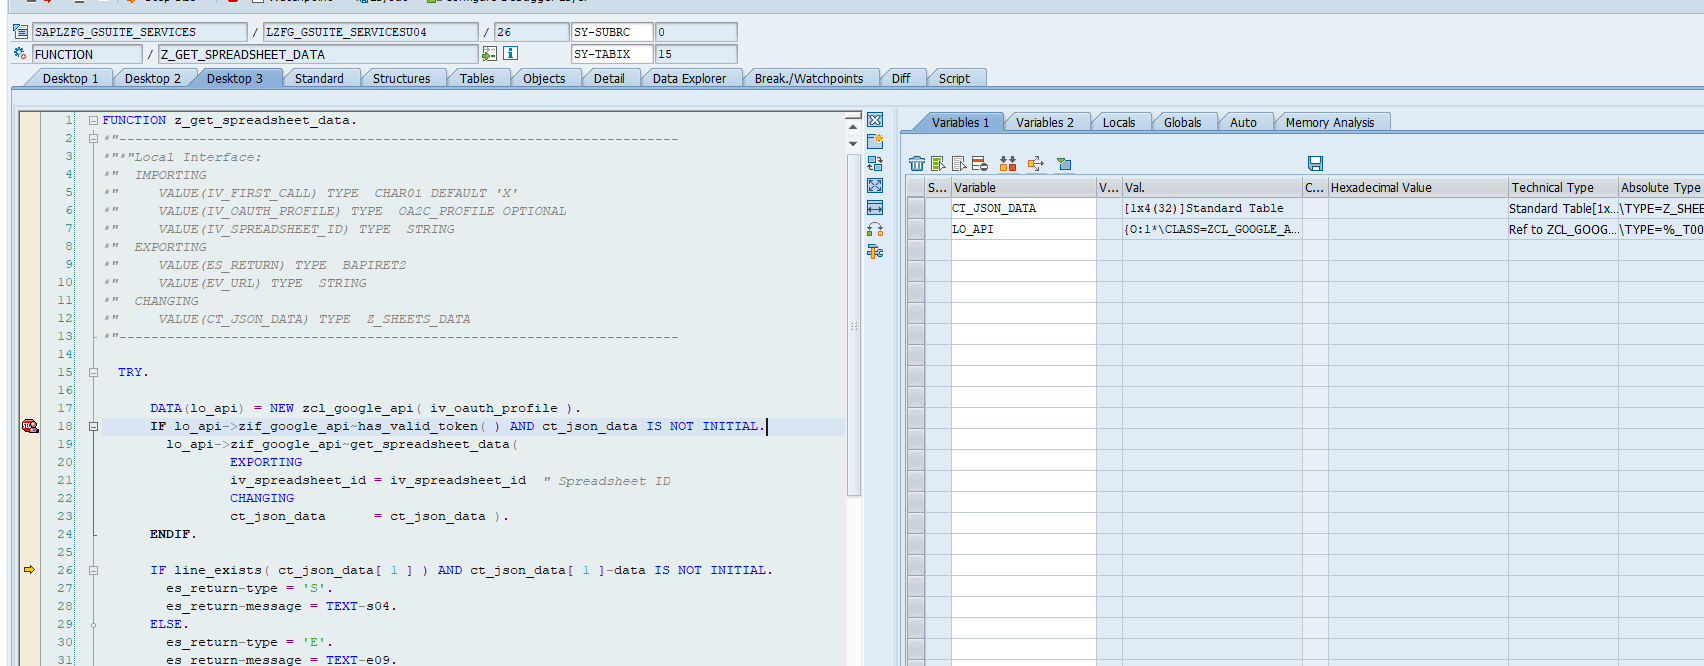 SAPLZFG_GSUITE_SERVICES / LZFG_GSUITE_SERVICESU04 / 26 SY-SUBRC 0
FUNCTION / Z_GET_SPREADSHEET_DATA SY-TABIX 15
Desktop 1 Desktop 2 Desktop 3 Standard Structures Tables Objects Detail Data Explorer Break./Watchpoints Diff Script
1 FUNCTION z_get_spreadsheet_data.
2 *"----------------------------------------------------------------------
3 *"*"Local Interface:
4 *"  IMPORTING
5 *"     VALUE(IV_FIRST_CALL) TYPE  CHAR01 DEFAULT 'X'
6 *"     VALUE(IV_OAUTH_PROFILE) TYPE  OA2C_PROFILE OPTIONAL
7 *"     VALUE(IV_SPREADSHEET_ID) TYPE  STRING
8 *"  EXPORTING
9 *"     VALUE(ES_RETURN) TYPE  BAPIRET2
10 *"     VALUE(EV_URL) TYPE  STRING
11 *"  CHANGING
12 *"     VALUE(CT_JSON_DATA) TYPE  Z_SHEETS_DATA
13 *"----------------------------------------------------------------------
14
15 TRY.
16
17 DATA(lo_api) = NEW zcl_google_api( iv_oauth_profile ).
18 IF lo_api->zif_google_api~has_valid_token( ) AND ct_json_data IS NOT INITIAL.
19 lo_api->zif_google_api~get_spreadsheet_data(
20 EXPORTING
21 iv_spreadsheet_id = iv_spreadsheet_id  " Spreadsheet ID
22 CHANGING
23 ct_json_data      = ct_json_data ).
24 ENDIF.
25
26 IF line_exists( ct_json_data[ 1 ] ) AND ct_json_data[ 1 ]-data IS NOT INITIAL.
27 es_return-type = 'S'.
28 es_return-message = TEXT-s04.
29 ELSE.
30 es_return-type = 'E'.
31 es_return-message = TEXT-e09.
Variables 1 Variables 2 Locals Globals Auto Memory Analysis
S... Variable V... Val. C... Hexadecimal Value Technical Type Absolute Type
CT_JSON_DATA [1x4(32)]Standard Table Standard Table[1x... \TYPE=Z_SHEE
LO_API {O:1*\CLASS=ZCL_GOOGLE_A... Ref to ZCL_GOOG... \TYPE=%_T00